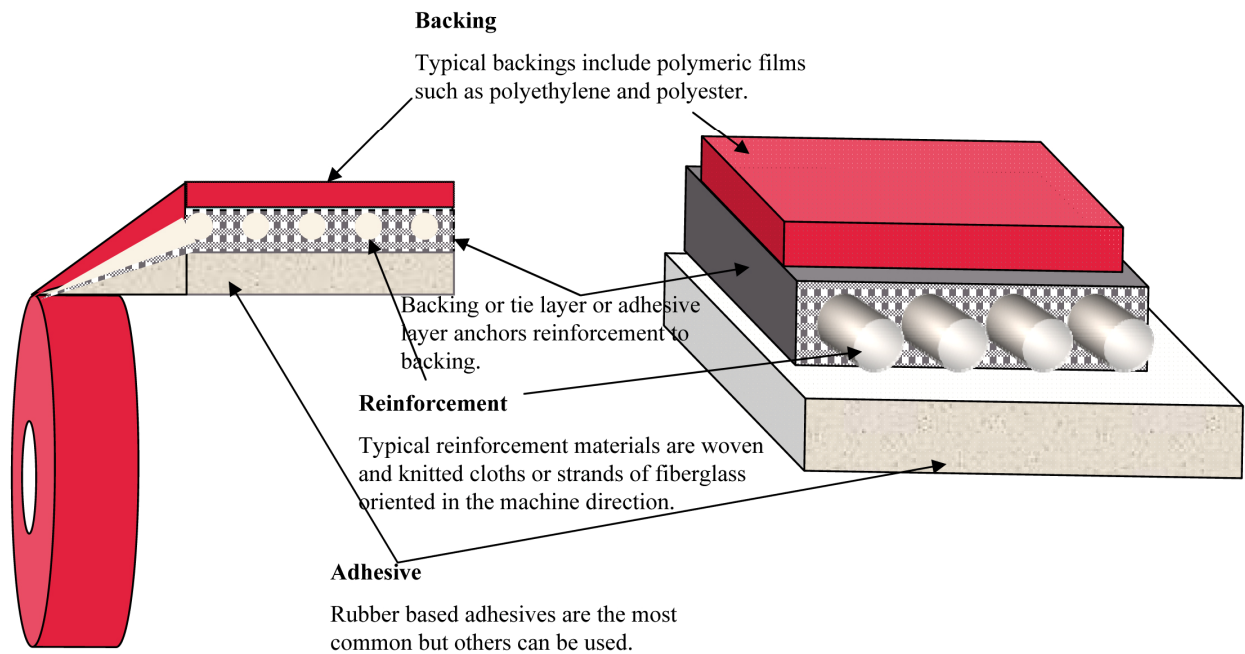 Backing
Typical backings include polymeric films
such as polyethylene and polyester.
Backing or tie layer or adhesive
layer anchors reinforcement to
backing.
Reinforcement
Typical reinforcement materials are woven
and knitted cloths or strands of fiberglass
oriented in the machine direction.
Adhesive
Rubber based adhesives are the most
common but others can be used.